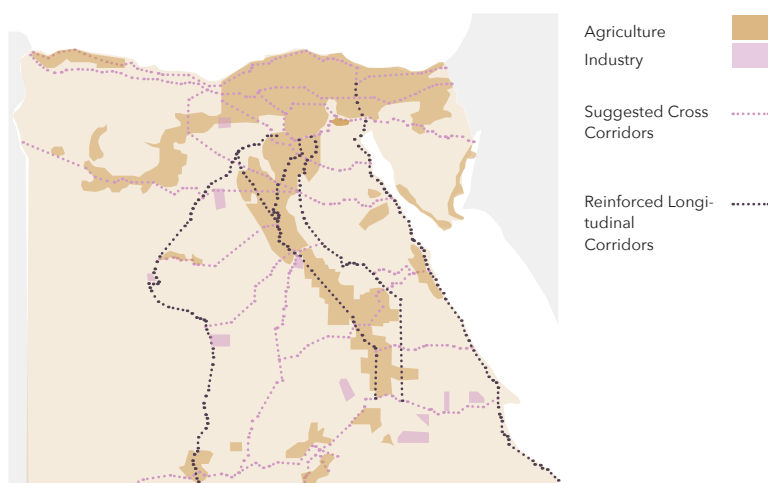 Agriculture
Industry
Suggested Cross
Corridors
Reinforced Longi-
tudinal
Corridors